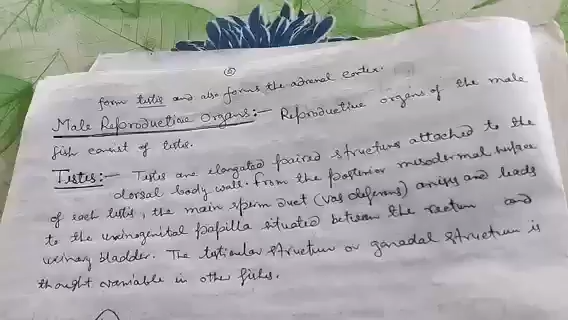 ②
form testis and also forms the adrenal cortex.
Male Reproductive Organs:— Reproductive organs of the male
fish consist of testis.
Testes:— Testes are elongated paired structure attached to the
dorsal body wall. From the posterior mesodermal surface
of each testis, the main sperm duct (vas deferens) arises and leads
to the urinogenital papilla situated between the rectum and
urinary bladder. The testicular structure or gonadal structure is
thought variable in other fishes.